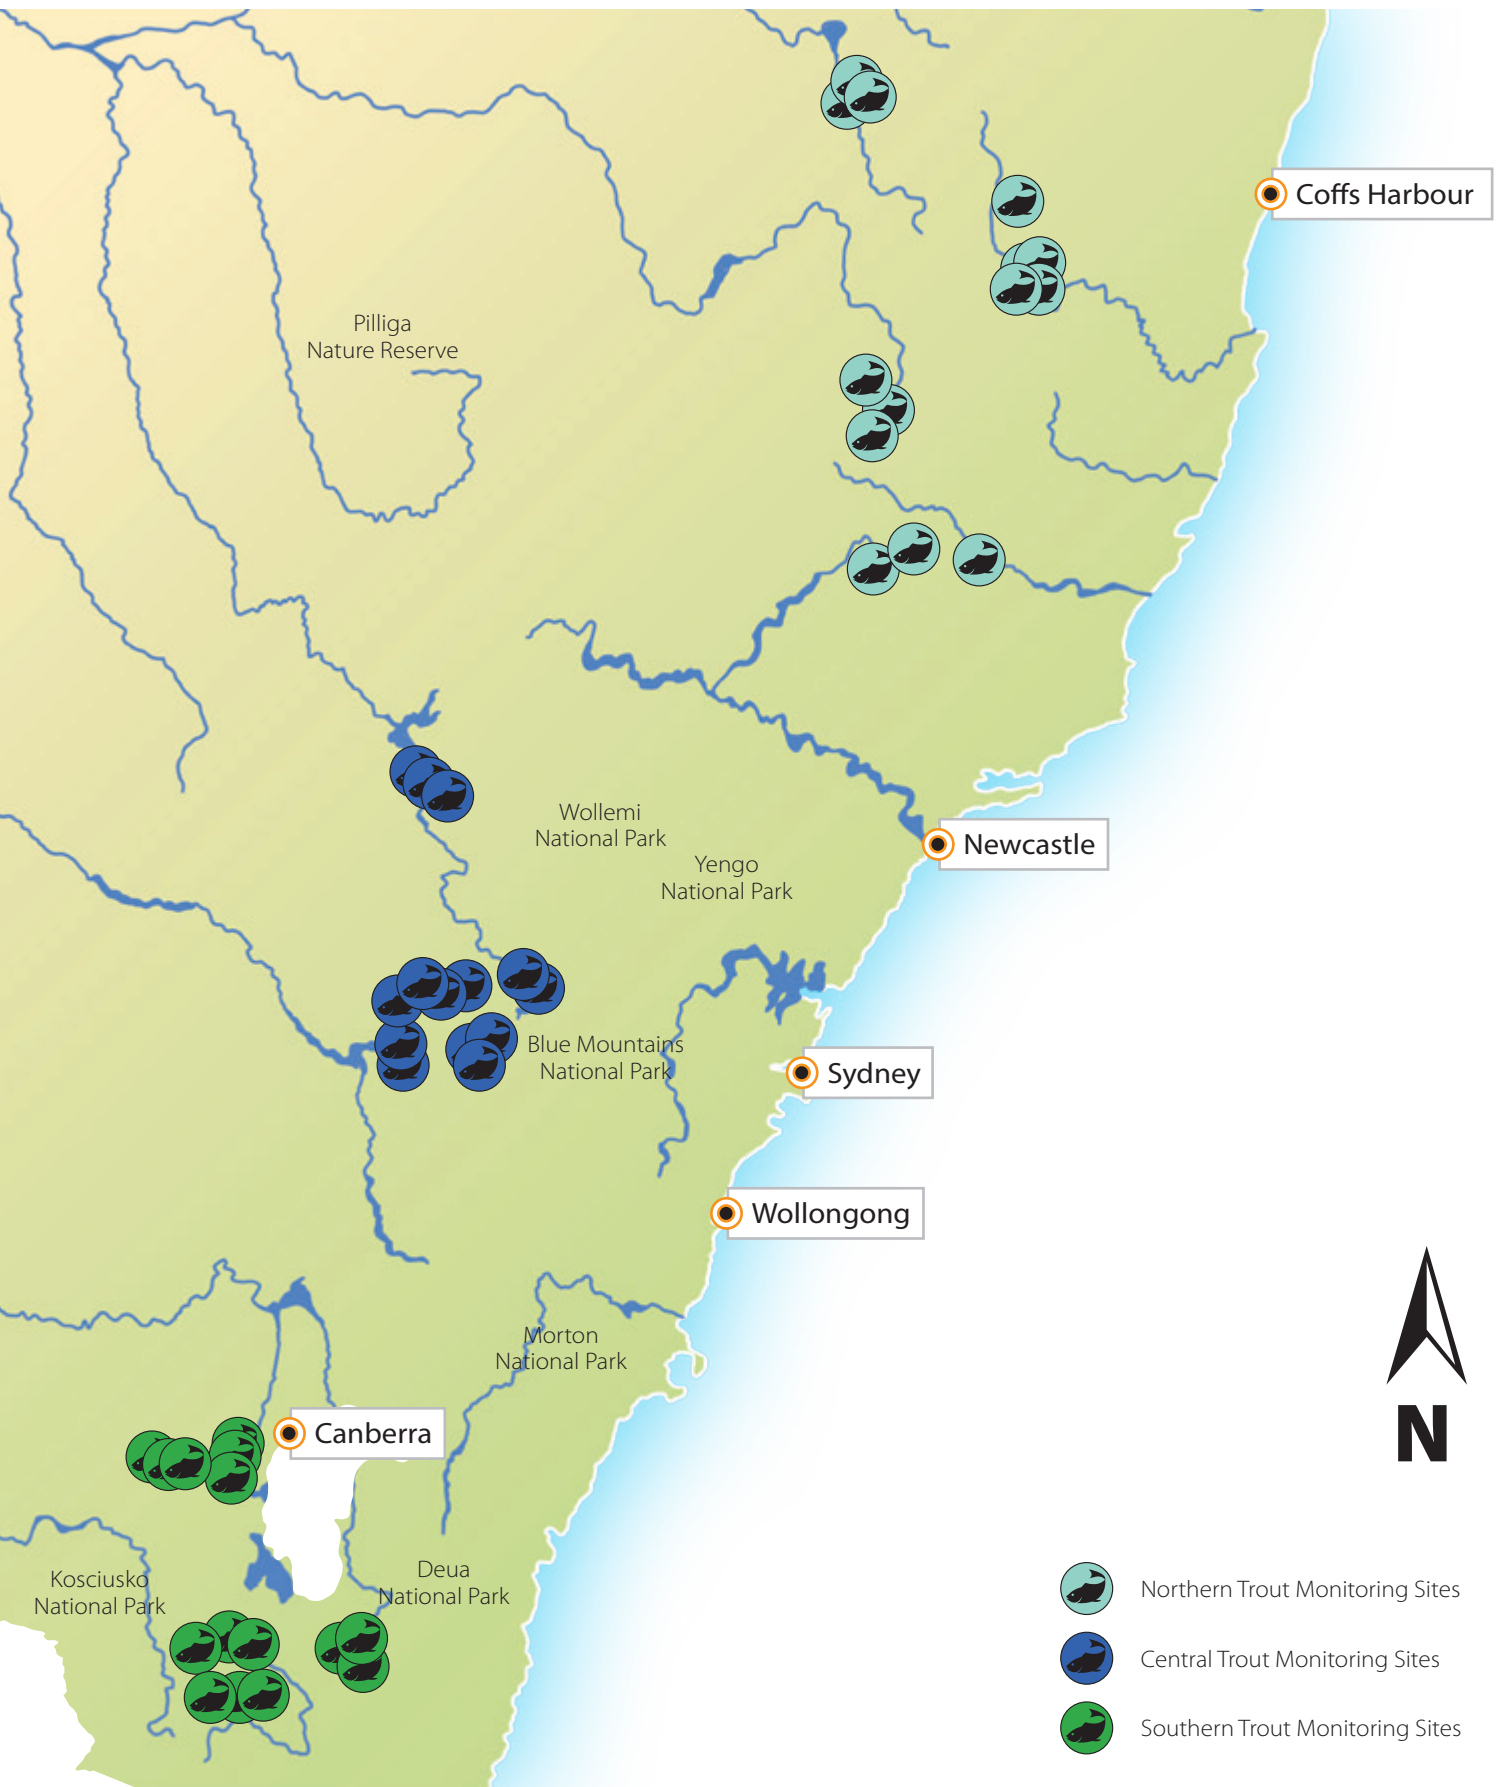 Coffs Harbour
Pilliga
Nature Reserve
Wollemi
National Park
Newcastle
Yengo
National Park
Blue Mountains
National Park
Sydney
Wollongong
Morton
National Park
Canberra
N
Deua
National Park
Kosciusko
National Park
Northern Trout Monitoring Sites
Central Trout Monitoring Sites
Southern Trout Monitoring Sites